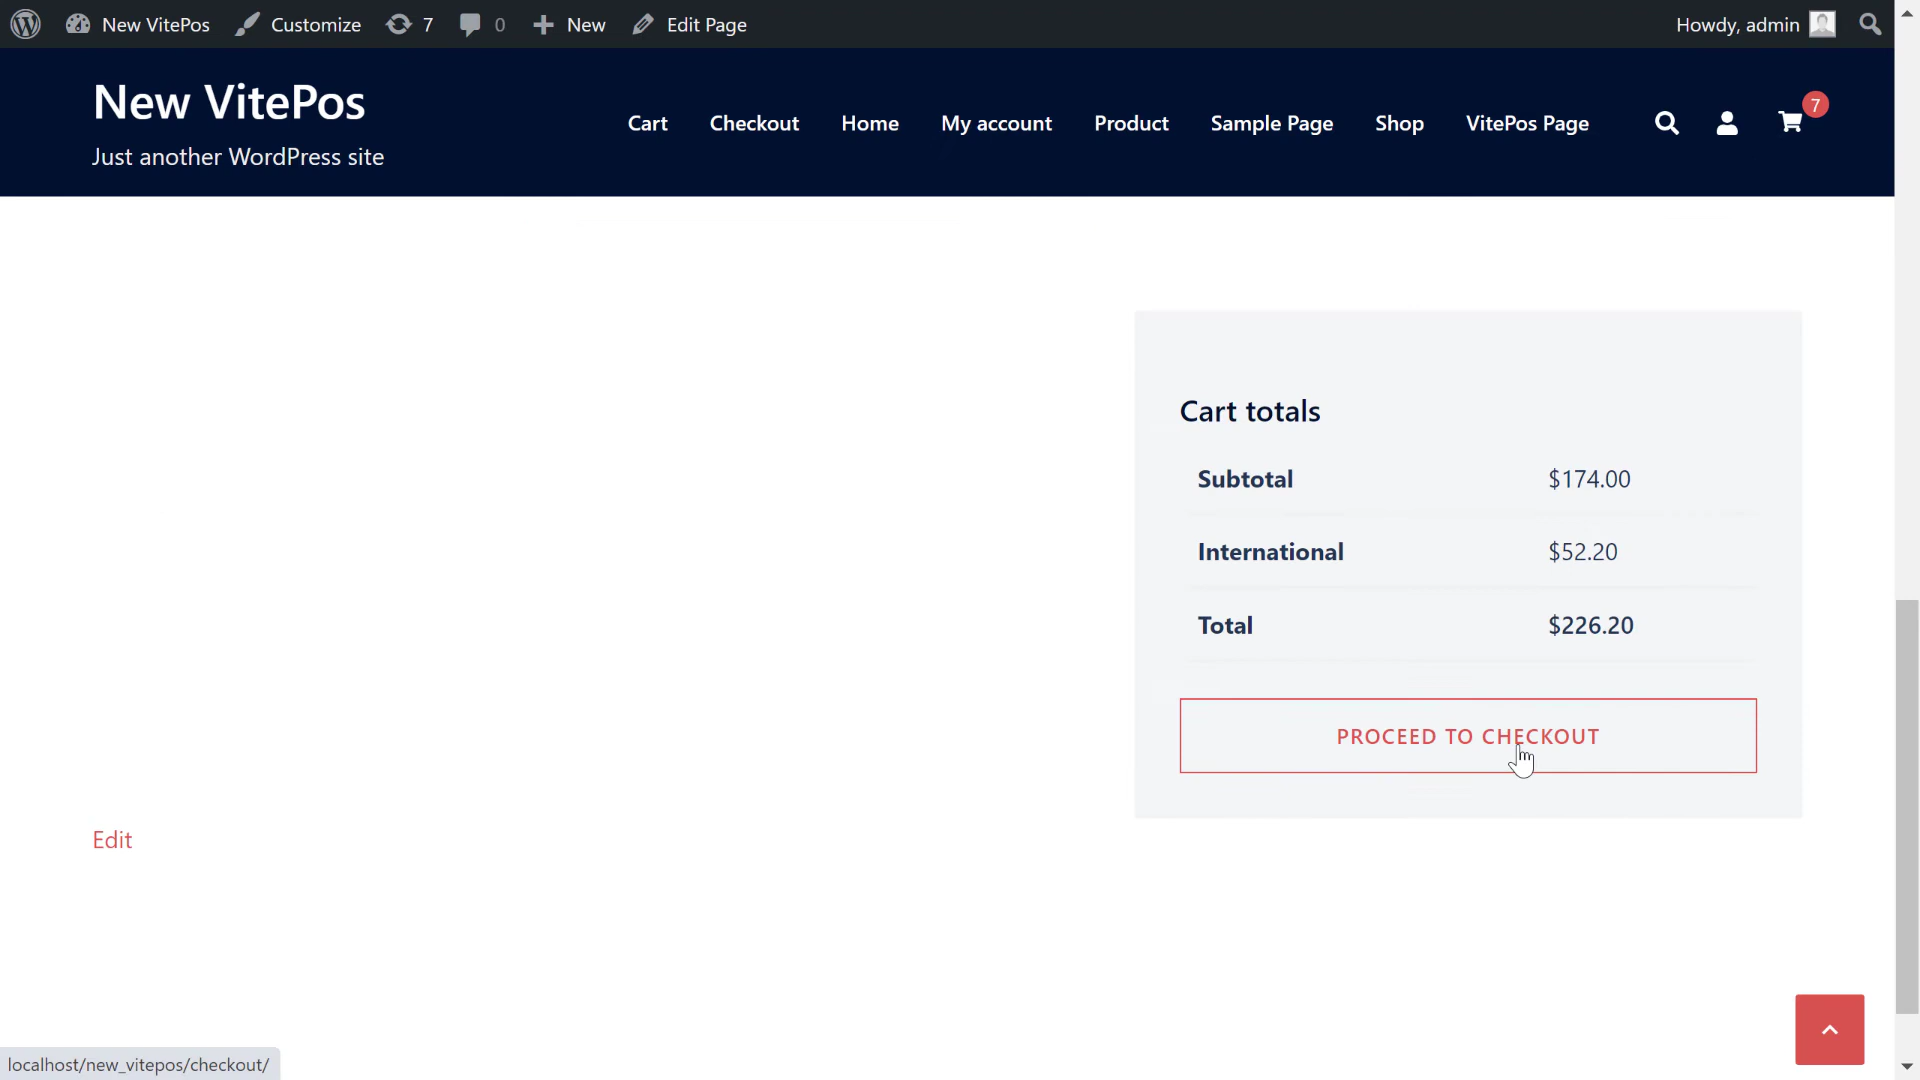 New VitePos Customize 7 0 New Edit Page Howdy, admin
New VitePos
Just another WordPress site
Cart Checkout Home My account Product Sample Page Shop VitePos Page 7
Cart totals
Subtotal $174.00
International $52.20
Total $226.20
PROCEED TO CHECKOUT
Edit
localhost/new_vitepos/checkout/